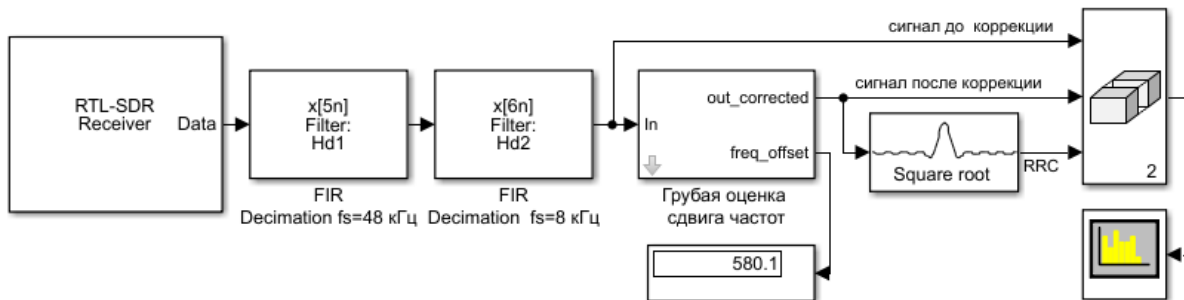 сигнал до коррекции
RTL-SDR
Receiver
Data
x[5n]
Filter:
Hd1
x[6n]
Filter:
Hd2
In
out_corrected
freq_offset
сигнал после коррекции
Square root
RRC
2
FIR
Decimation fs=48 кГц
FIR
Decimation fs=8 кГц
Грубая оценка
сдвига частот
580.1